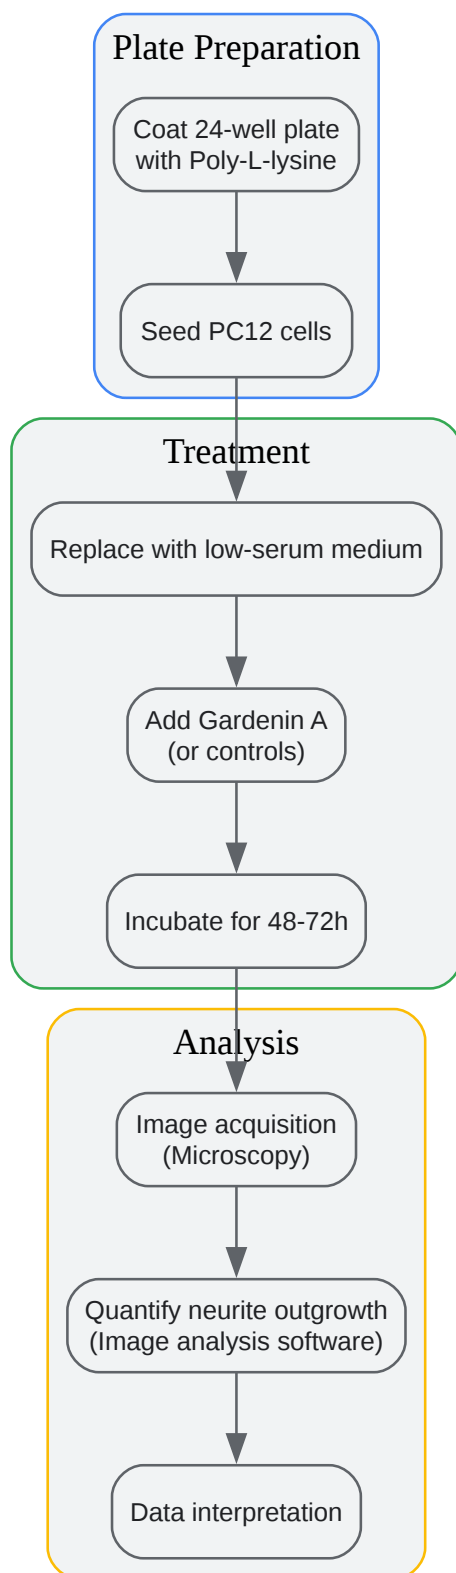 Plate Preparation
Coat 24-well plate
with Poly-L-lysine
Seed PC12 cells
Treatment
Replace with low-serum medium
Add Gardenin A
(or controls)
Incubate for 48-72h
Analysis
Image acquisition
(Microscopy)
Quantify neurite outgrowth
(Image analysis software)
Data interpretation